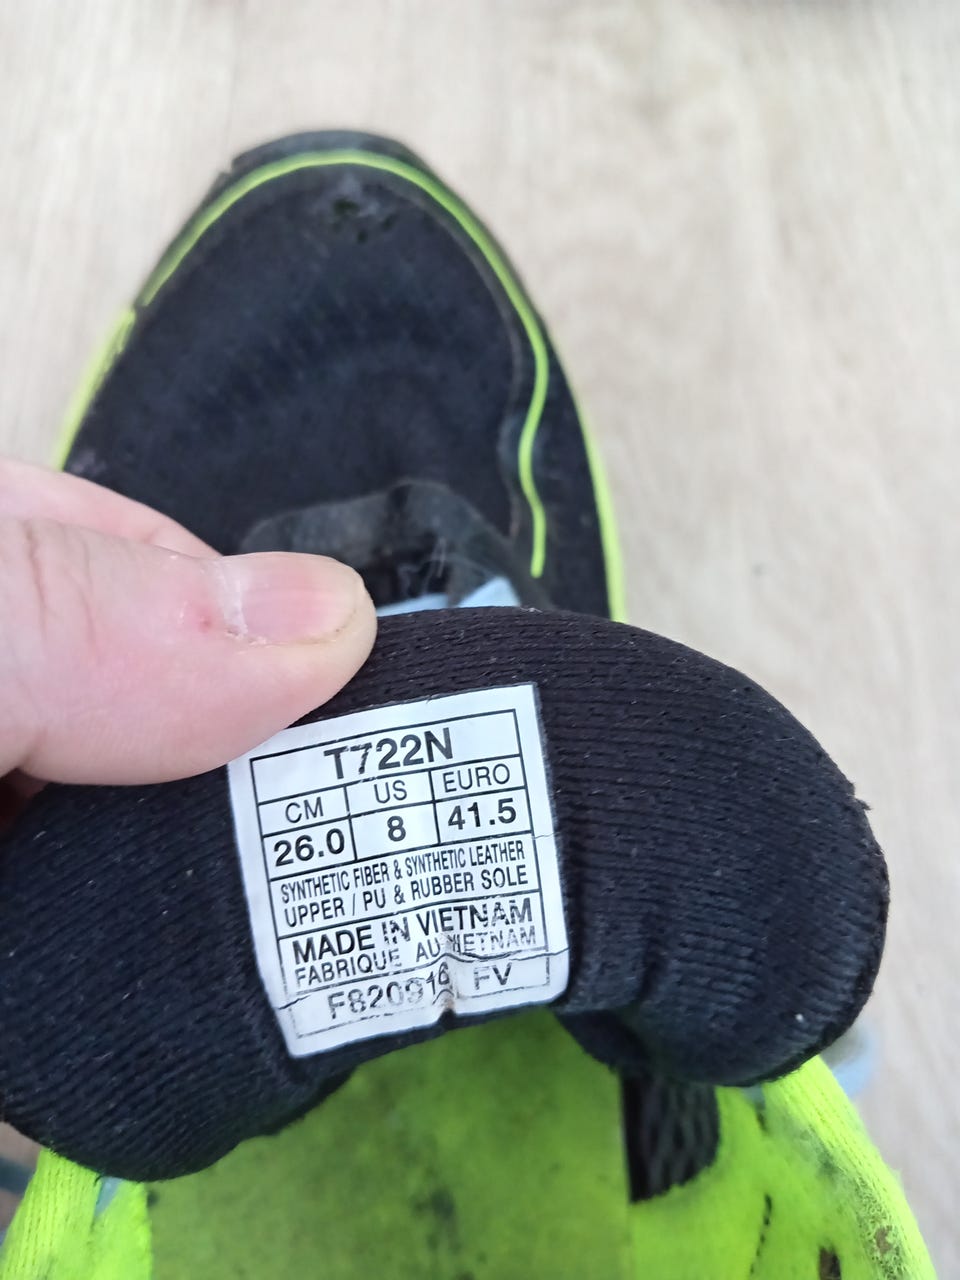 T722N
CM US EURO
26.0 8 41.5
SYNTHETIC FIBER & SYNTHETIC LEATHER
UPPER / PU & RUBBER SOLE
MADE IN VIETNAM
FABRIQUE AU VIETNAM
F820916 FV